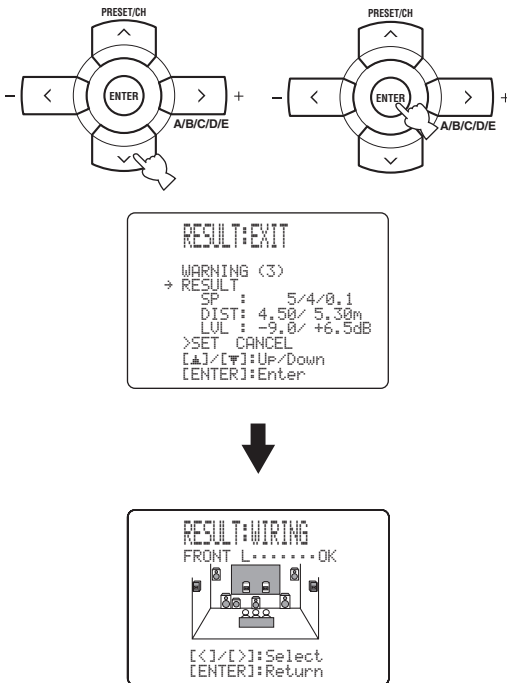 PRESET/CH
ENTER
- < > +
A/B/C/D/E
PRESET/CH
ENTER
- < > +
A/B/C/D/E
RESULT:EXIT
WARNING (3)
→ RESULT
SP : 5/4/0.1
DIST: 4.50/ 5.30m
LVL : -9.0/ +6.5dB
>SET CANCEL
[▲]/[▼]:Up/Down
[ENTER]:Enter
RESULT:WIRING
FRONT L·······OK
[<]/[>]:Select
[ENTER]:Return